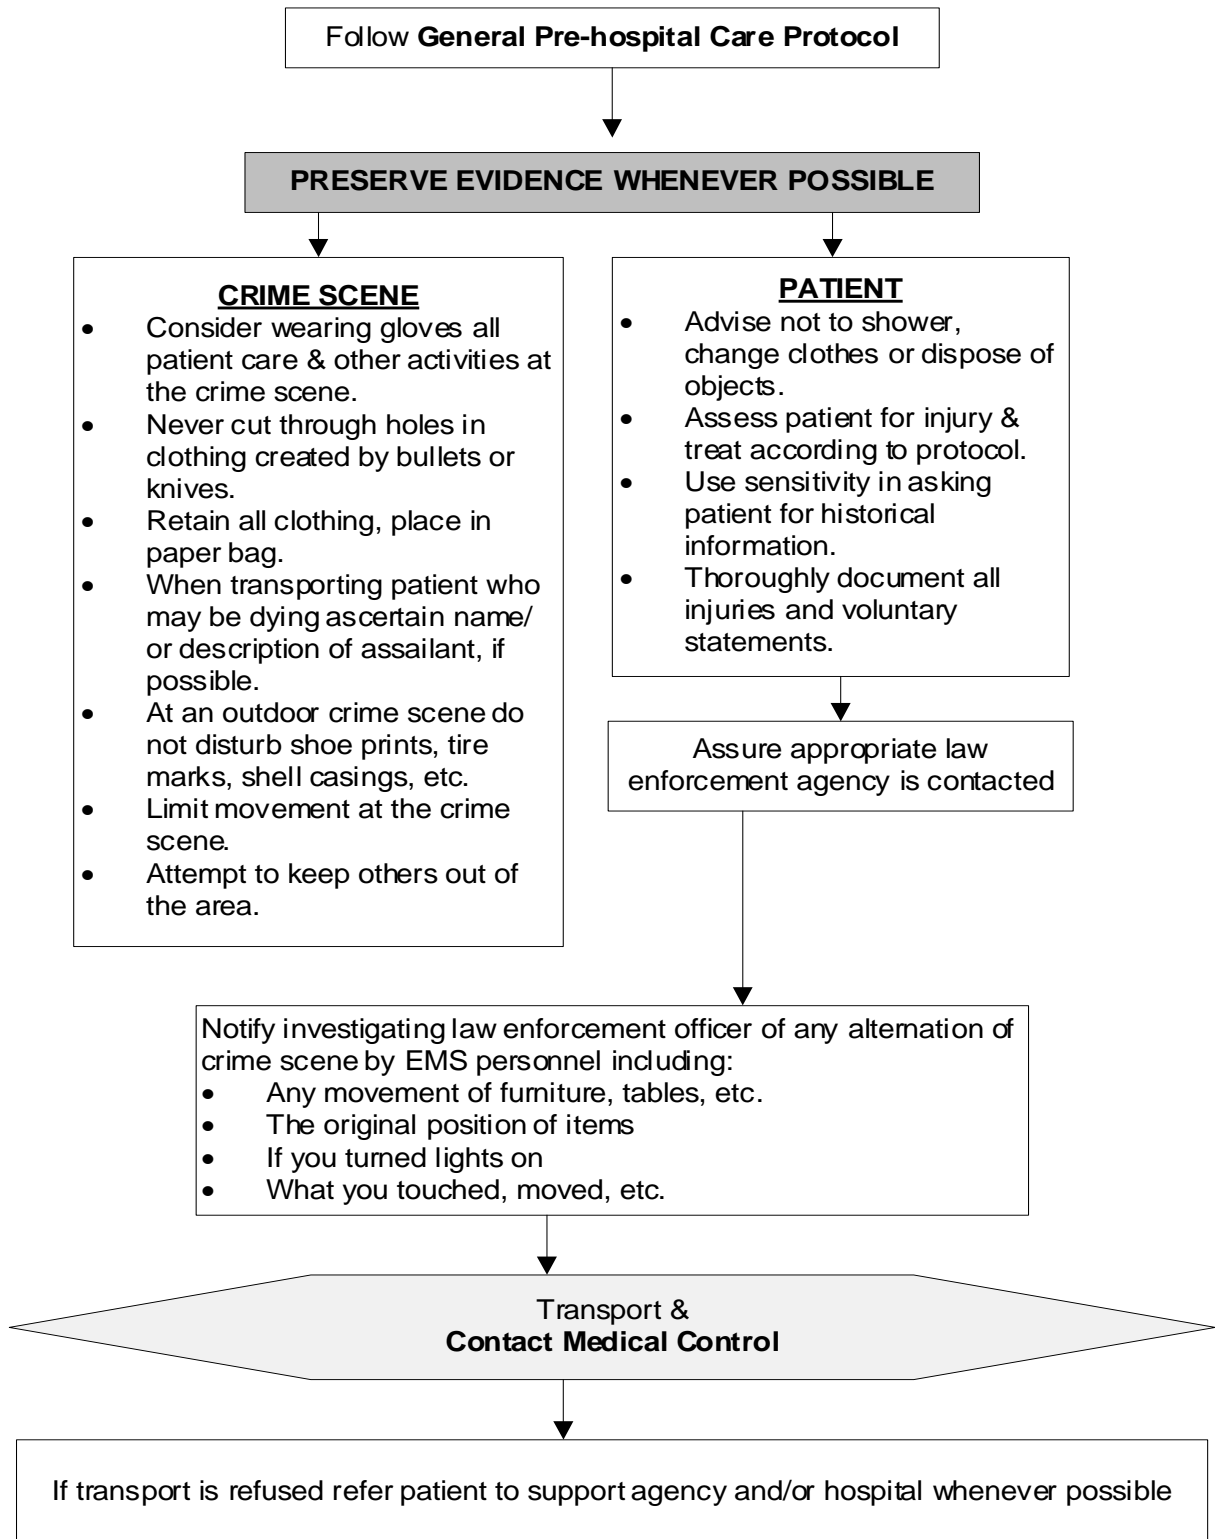 Follow General Pre-hospital Care Protocol
PRESERVE EVIDENCE WHENEVER POSSIBLE
CRIME SCENE
• Consider wearing gloves all
patient care & other activities at
the crime scene.
• Never cut through holes in
clothing created by bullets or
knives.
• Retain all clothing, place in
paper bag.
• When transporting patient who
may be dying ascertain name/
or description of assailant, if
possible.
• At an outdoor crime scene do
not disturb shoe prints, tire
marks, shell casings, etc.
• Limit movement at the crime
scene.
• Attempt to keep others out of
the area.
PATIENT
• Advise not to shower,
change clothes or dispose of
objects.
• Assess patient for injury &
treat according to protocol.
• Use sensitivity in asking
patient for historical
information.
• Thoroughly document all
injuries and voluntary
statements.
Assure appropriate law
enforcement agency is contacted
Notify investigating law enforcement officer of any alternation of
crime scene by EMS personnel including:
• Any movement of furniture, tables, etc.
• The original position of items
• If you turned lights on
• What you touched, moved, etc.
Transport &
Contact Medical Control
If transport is refused refer patient to support agency and/or hospital whenever possible